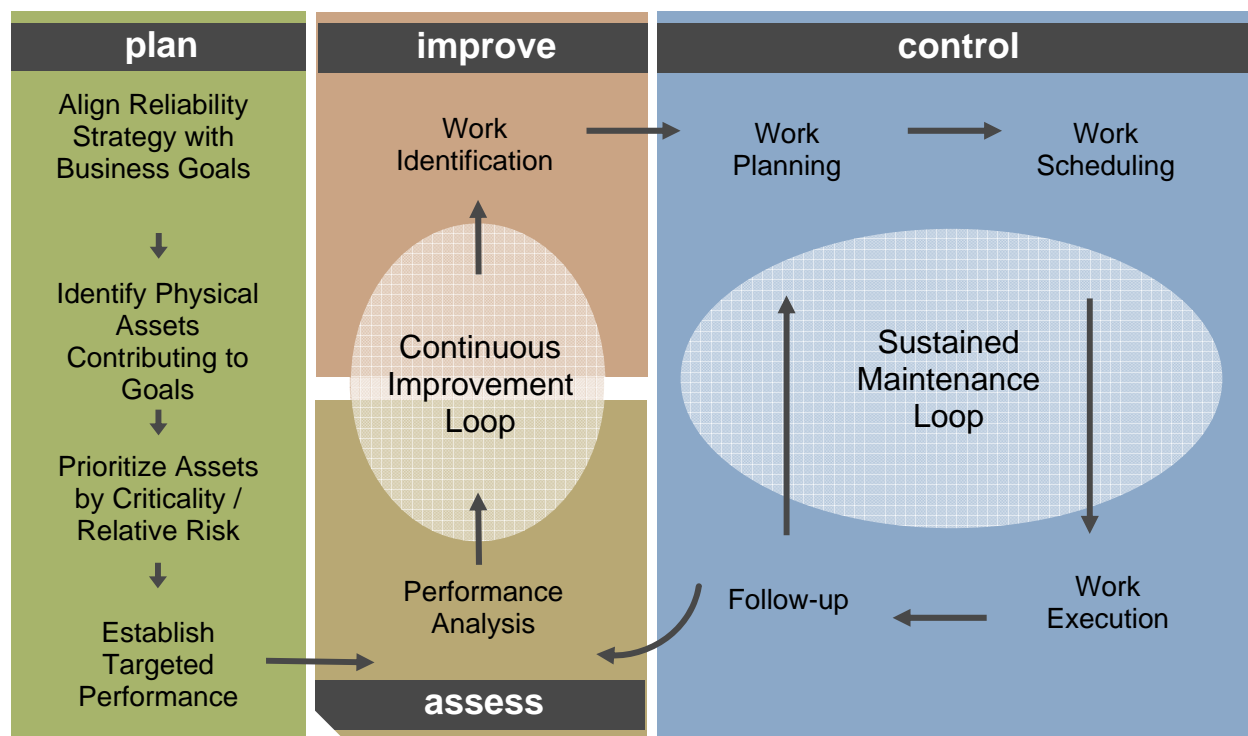 plan
Align Reliability
Strategy with
Business Goals
Identify Physical
Assets
Contributing to
Goals
Prioritize Assets
by Criticality /
Relative Risk
Establish
Targeted
Performance
improve
Work
Identification
Continuous
Improvement
Loop
Performance
Analysis
assess
control
Work
Planning
Work
Scheduling
Sustained
Maintenance
Loop
Follow-up
Work
Execution